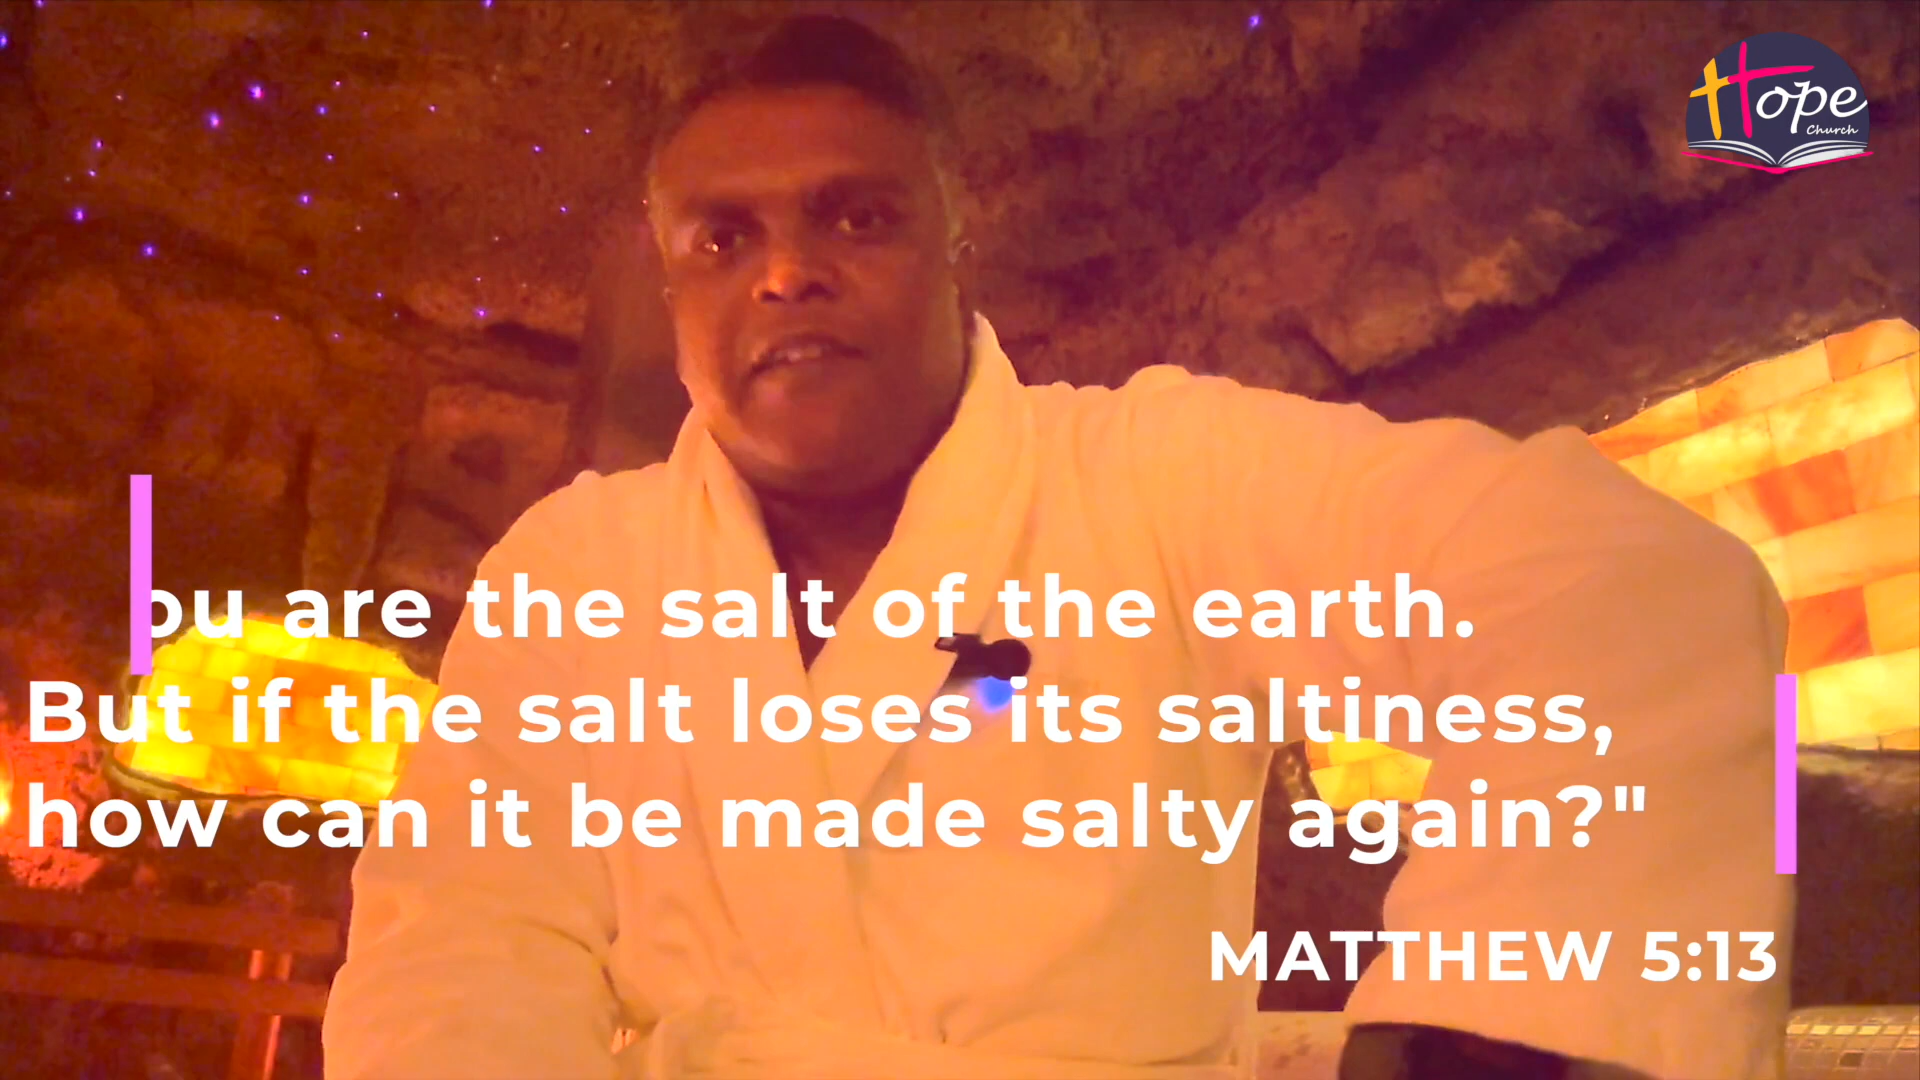 Hope
Church
ou are the salt of the earth.
But if the salt loses its saltiness,
how can it be made salty again?"
MATTHEW 5:13